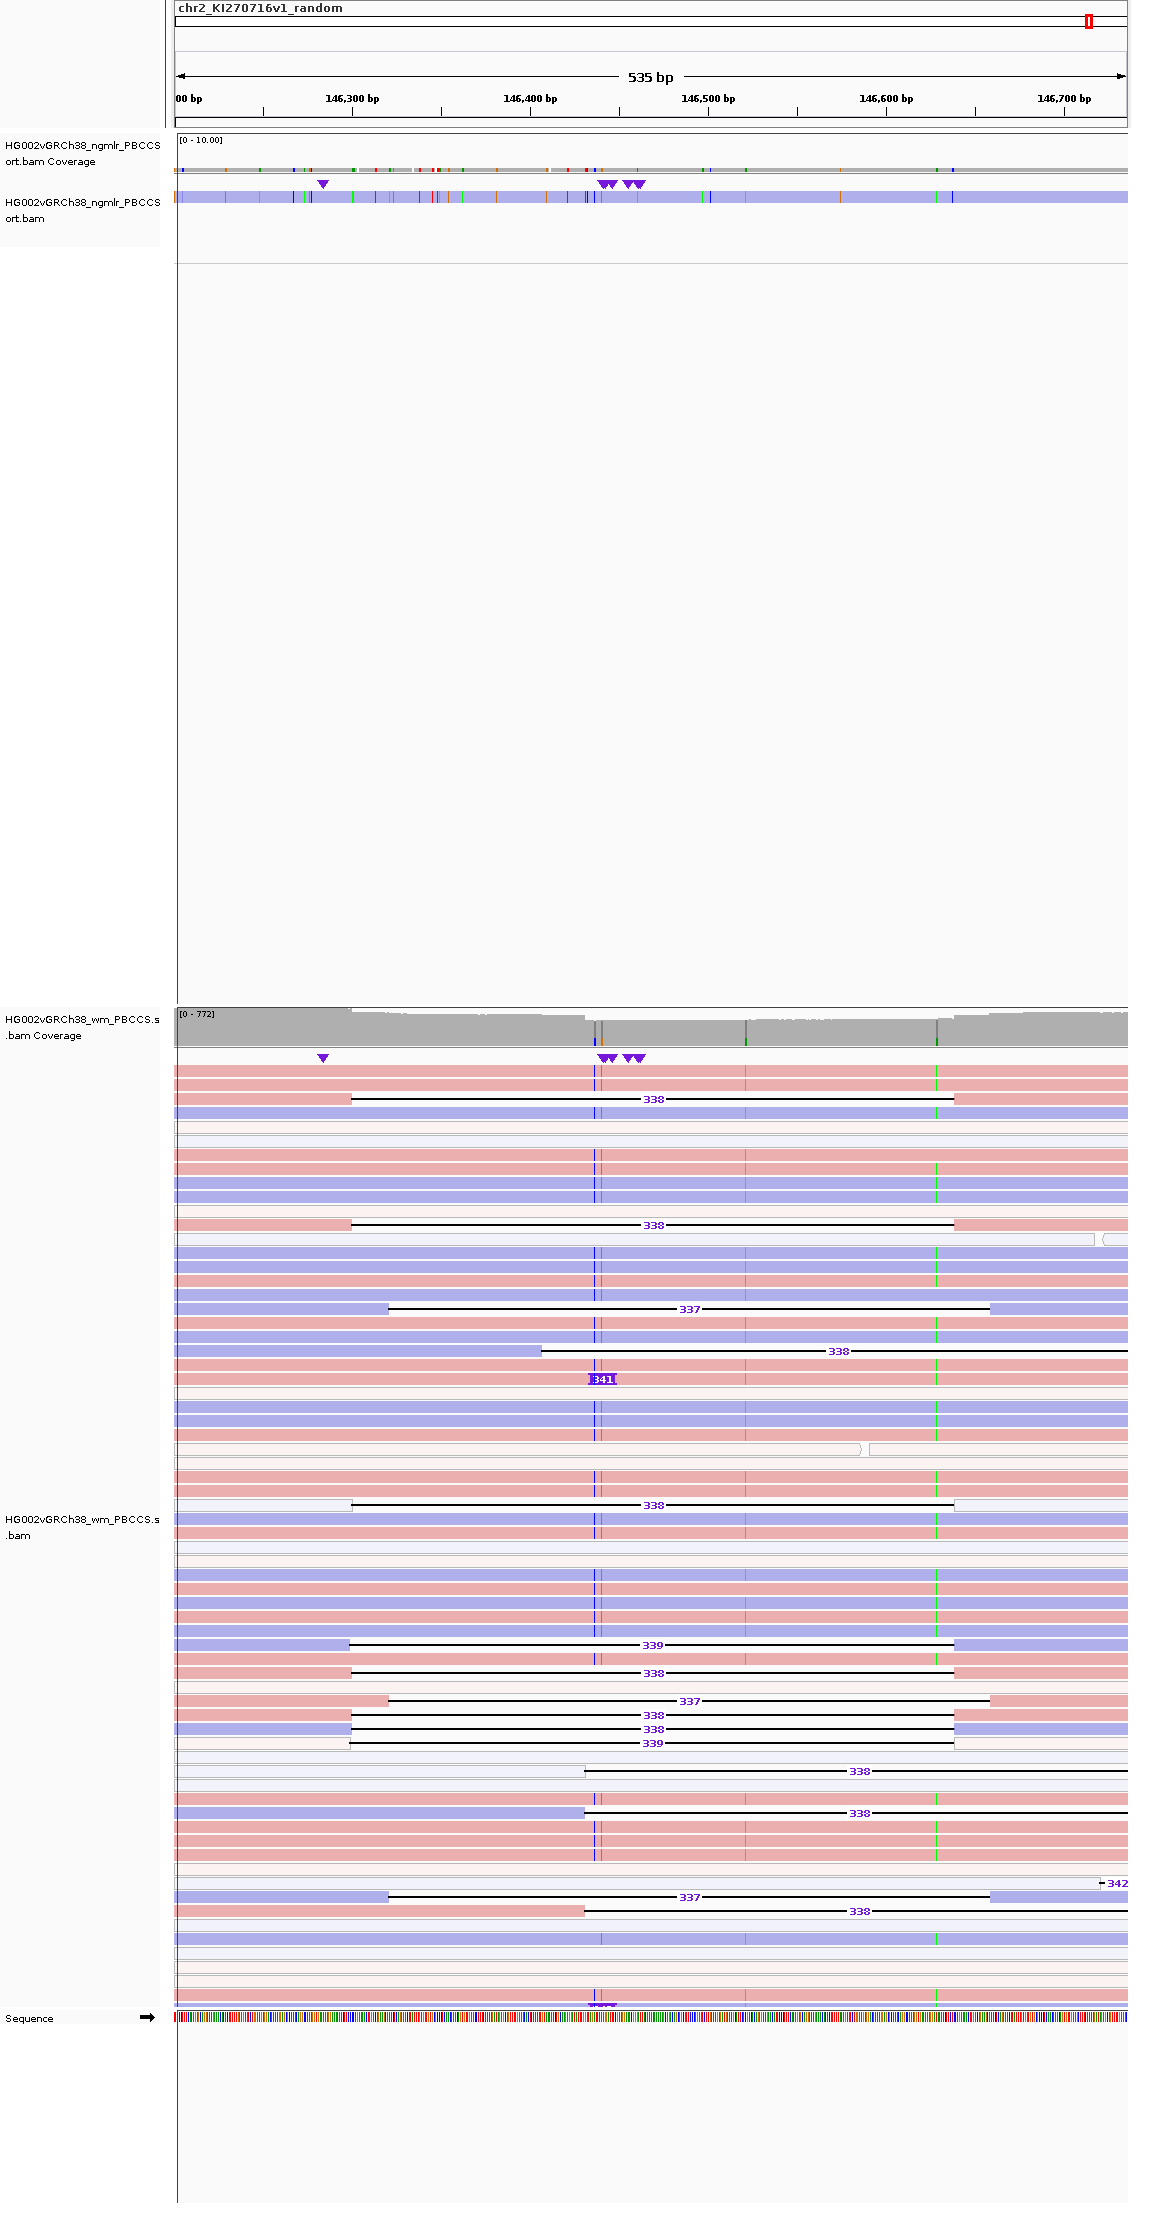 chr2_KI270716v1_random
535 bp
00 bp 146,300 bp 146,400 bp 146,500 bp 146,600 bp 146,700 bp
HG002vGRCh38_ngmlr_PBCCS
ort.bam Coverage
[0 - 10.00]
HG002vGRCh38_ngmlr_PBCCS
ort.bam
HG002vGRCh38_wm_PBCCS.s
.bam Coverage
[0 - 772]
338
338
337
338
341
338
339
338
337
338
338
339
338
338
342
337
338
HG002vGRCh38_wm_PBCCS.s
.bam
Sequence